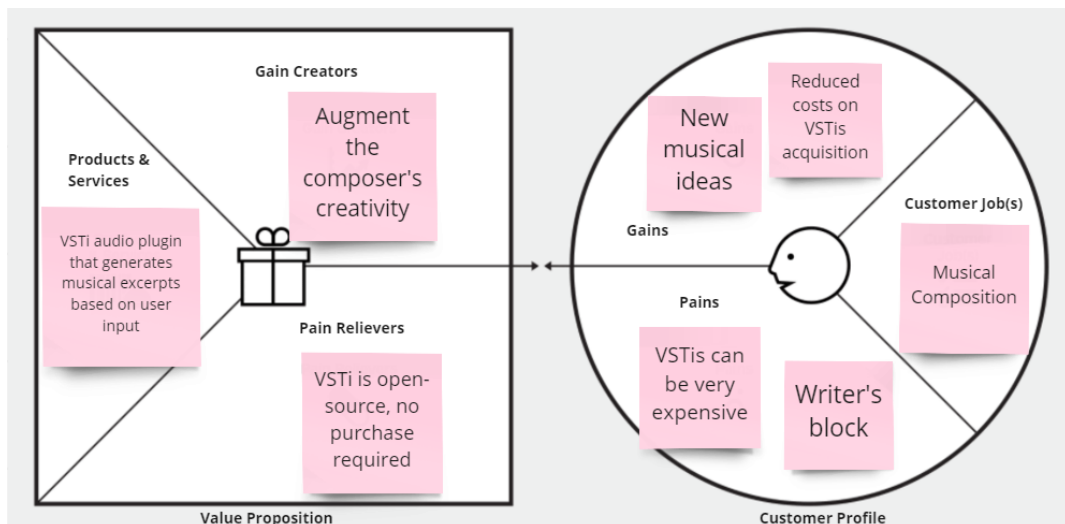 Gain Creators
Augment
the
composer's
creativity
Products &
Services
VSTi audio plugin
that generates
musical excerpts
based on user
input
Pain Relievers
VSTi is open-
source, no
purchase
required
Value Proposition
Reduced
costs on
VSTis
acquisition
New
musical
ideas
Gains
Customer Job(s)
Musical
Composition
Pains
VSTis can
be very
expensive
Writer's
block
Customer Profile